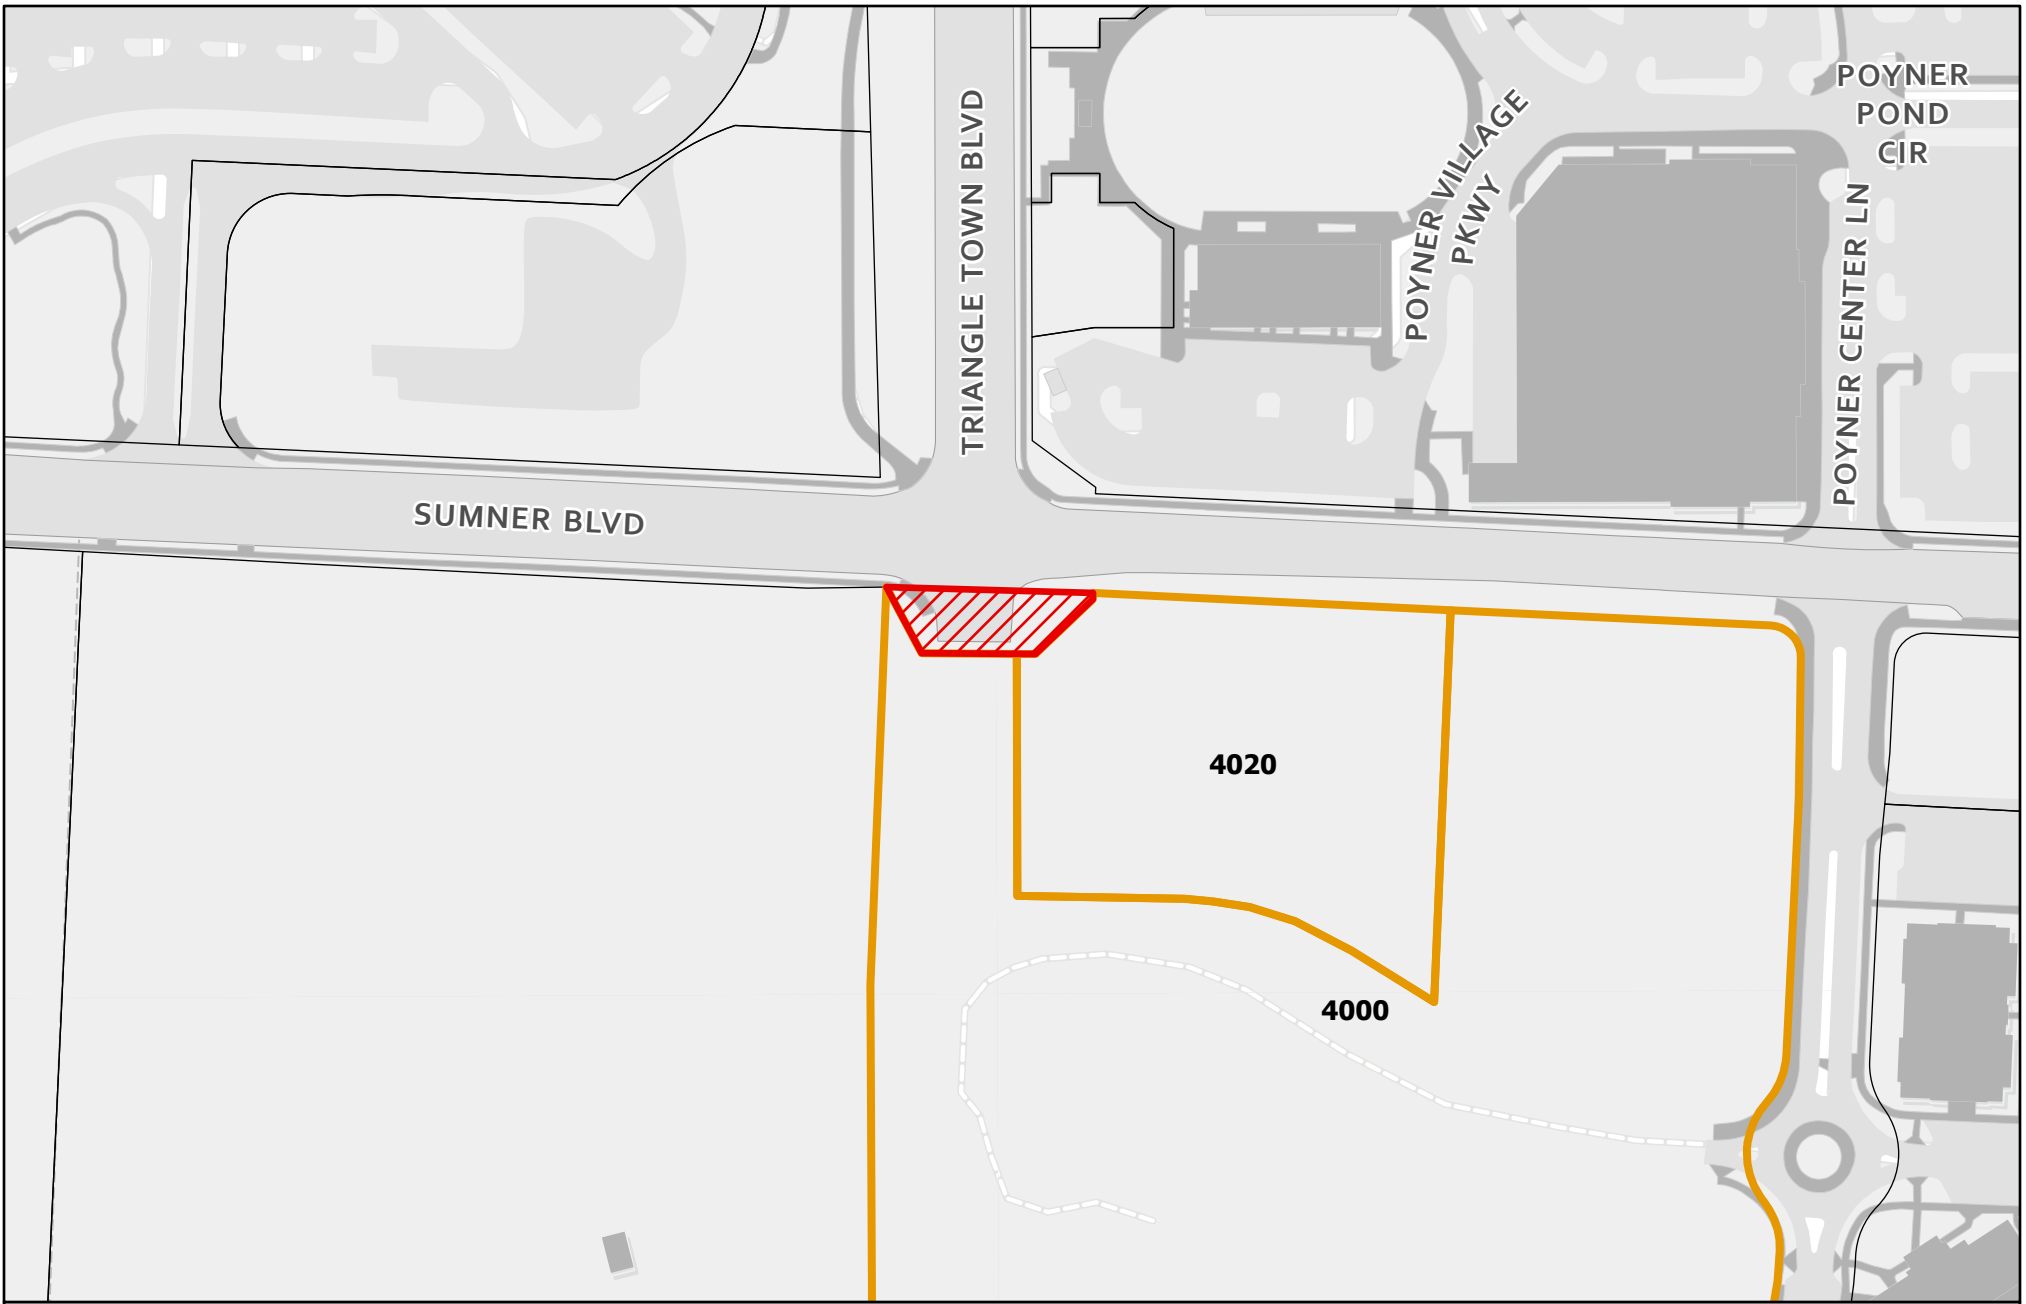 POYNER
POND
CIR
TRIANGLE TOWN BLVD
POYNER VILLAGE
PKWY
POYNER CENTER LN
SUMNER BLVD
4020
4000